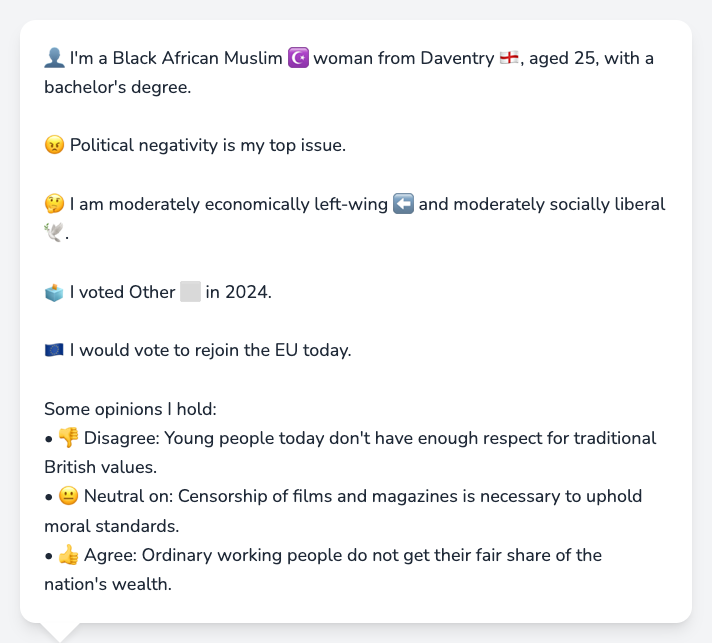 👤 I'm a Black African Muslim ☪️ woman from Daventry 🏴󠁧󠁢󠁥󠁮󠁧󠁿, aged 25, with a
bachelor's degree.
😠 Political negativity is my top issue.
🤔 I am moderately economically left-wing ⬅️ and moderately socially liberal
🕊️.
🗳️ I voted Other ⬜ in 2024.
🇪🇺 I would vote to rejoin the EU today.
Some opinions I hold:
• 👎 Disagree: Young people today don't have enough respect for traditional
British values.
• 😐 Neutral on: Censorship of films and magazines is necessary to uphold
moral standards.
• 👍 Agree: Ordinary working people do not get their fair share of the
nation's wealth.